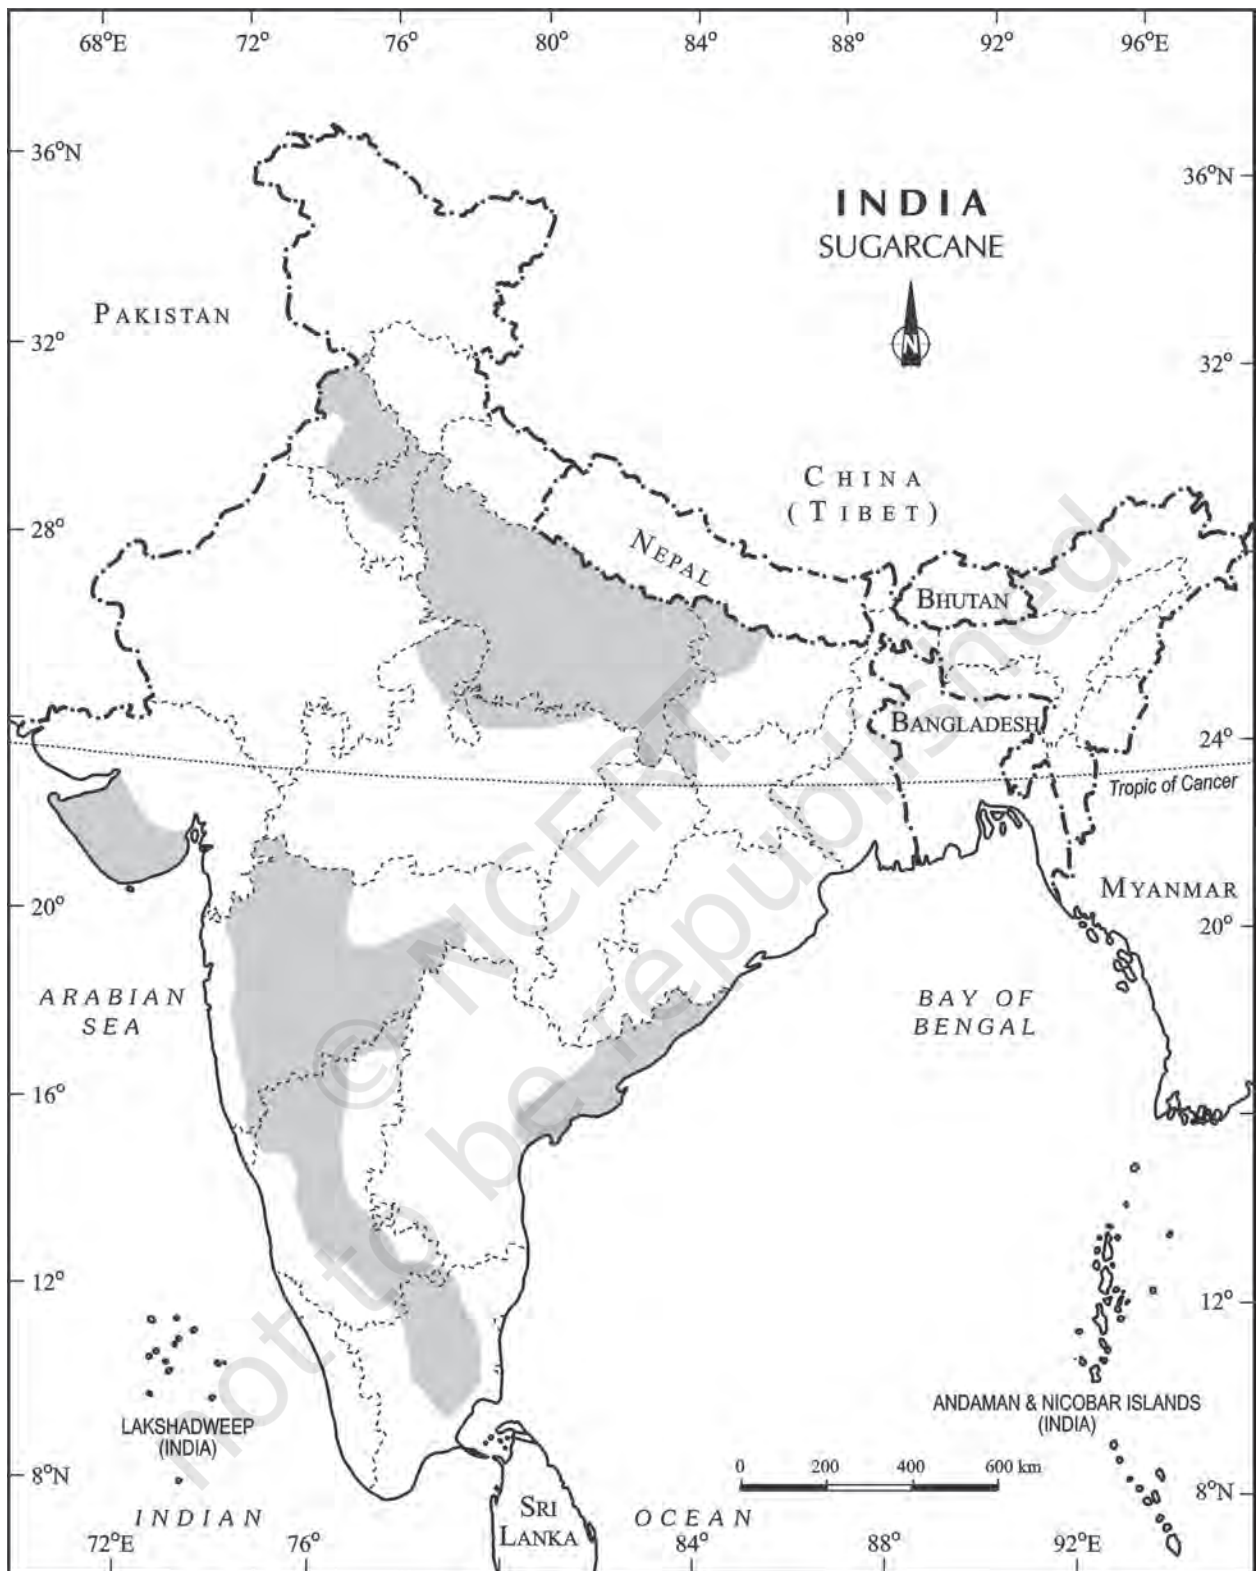 68°E 72° 76° 80° 84° 88° 92° 96°E
36°N
36°N
INDIA
SUGARCANE
N
PAKISTAN
32°
32°
CHINA
(TIBET)
28°
28°
NEPAL
BHUTAN
BANGLADESH
24°
Tropic of Cancer
MYANMAR
20°
20°
ARABIAN
SEA
BAY OF
BENGAL
© NCERT
not to be republished
16°
12°
12°
LAKSHADWEEP
(INDIA)
ANDAMAN & NICOBAR ISLANDS
(INDIA)
0 200 400 600 km
8°N
8°N
INDIAN
SRI
LANKA
OCEAN
72°E 76° 84° 88° 92°E